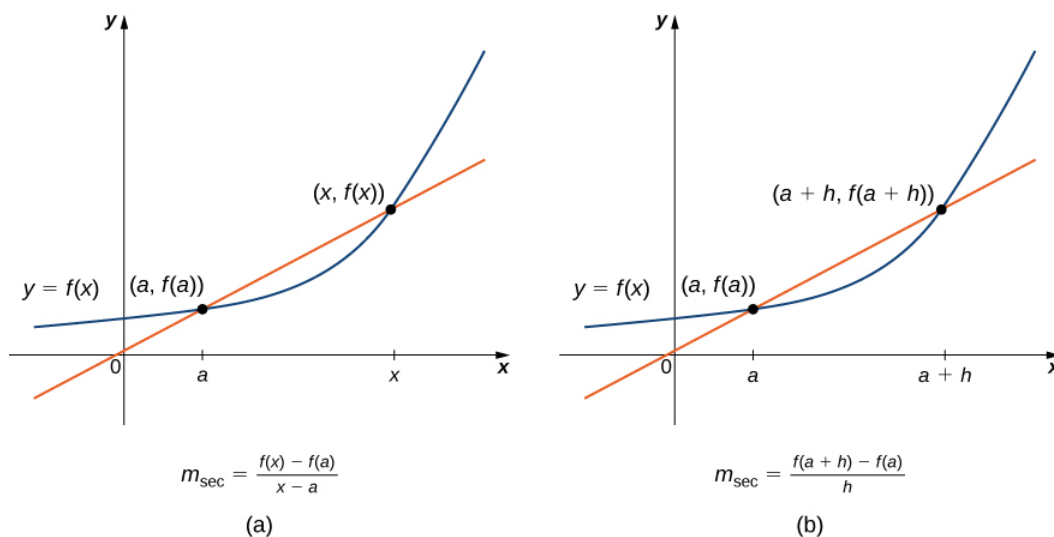 y
(x, f(x))
y = f(x)
(a, f(a))
0
a
x
x
m_sec = (f(x) − f(a))/(x − a)
(a)
y
(a + h, f(a + h))
y = f(x)
(a, f(a))
0
a
a + h
x
m_sec = (f(a + h) − f(a))/h
(b)